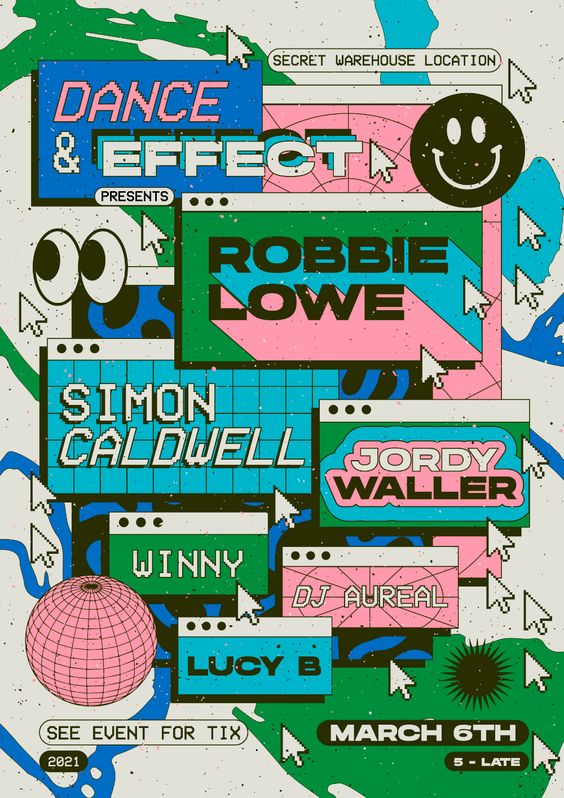 SECRET WAREHOUSE LOCATION
DANCE
& EFFECT
PRESENTS
ROBBIE
LOWE
SIMON
CALDWELL
JORDY
WALLER
WINNY
DJ AUREAL
LUCY B
SEE EVENT FOR TIX
MARCH 6TH
2021
5 - LATE